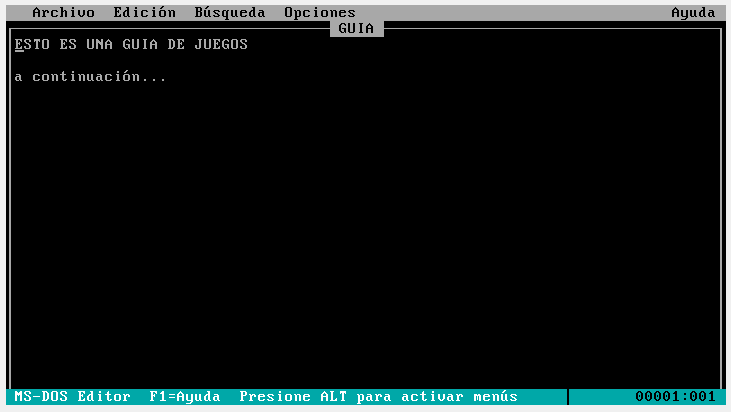 Archivo Edición Búsqueda Opciones Ayuda
GUIA
ESTO ES UNA GUIA DE JUEGOS
a continuación...
MS-DOS Editor F1=Ayuda Presione ALT para activar menús 00001:001